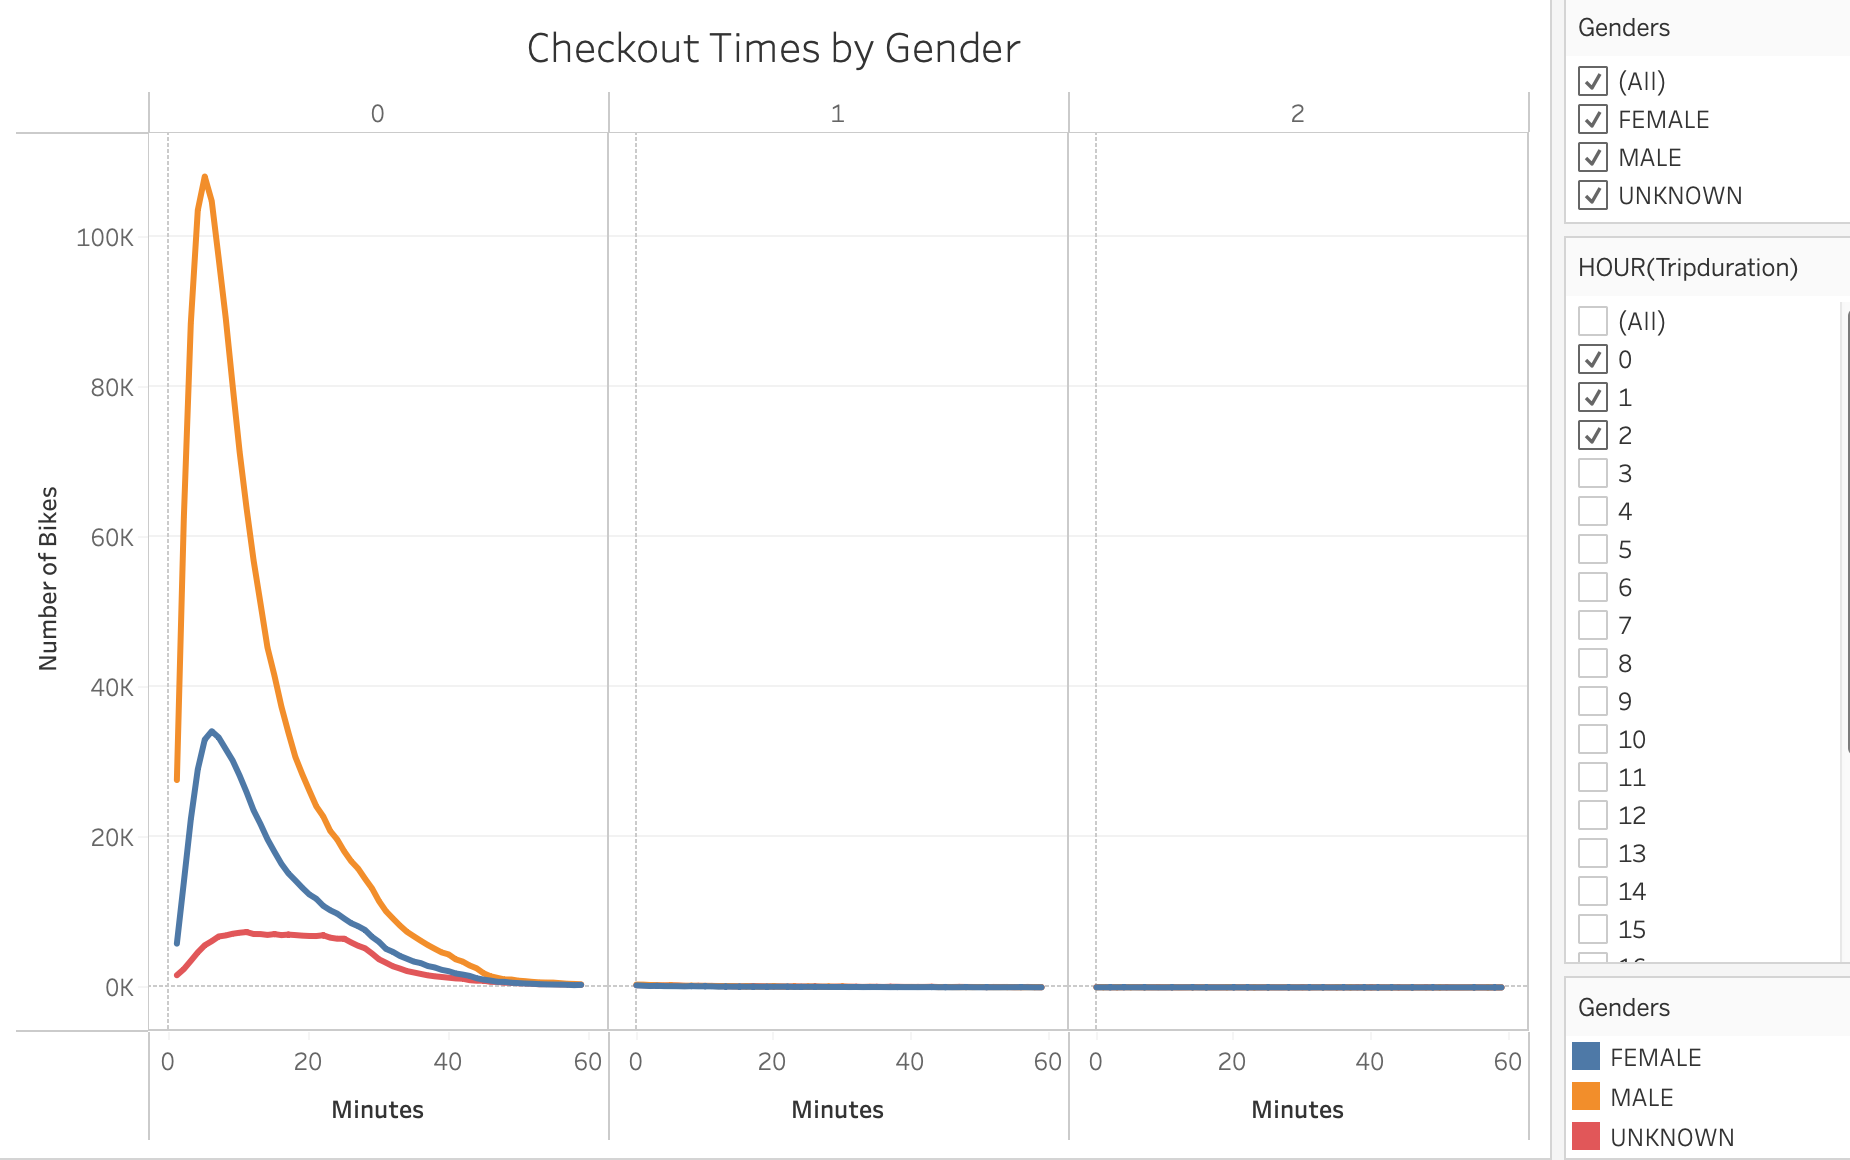 Checkout Times by Gender
0 1 2
100K
80K
60K
40K
20K
0K
Number of Bikes
0 20 40 60 0 20 40 60 0 20 40 60
Minutes Minutes Minutes
Genders
(All)
FEMALE
MALE
UNKNOWN
HOUR(Tripduration)
(All)
0
1
2
3
4
5
6
7
8
9
10
11
12
13
14
15
Genders
FEMALE
MALE
UNKNOWN